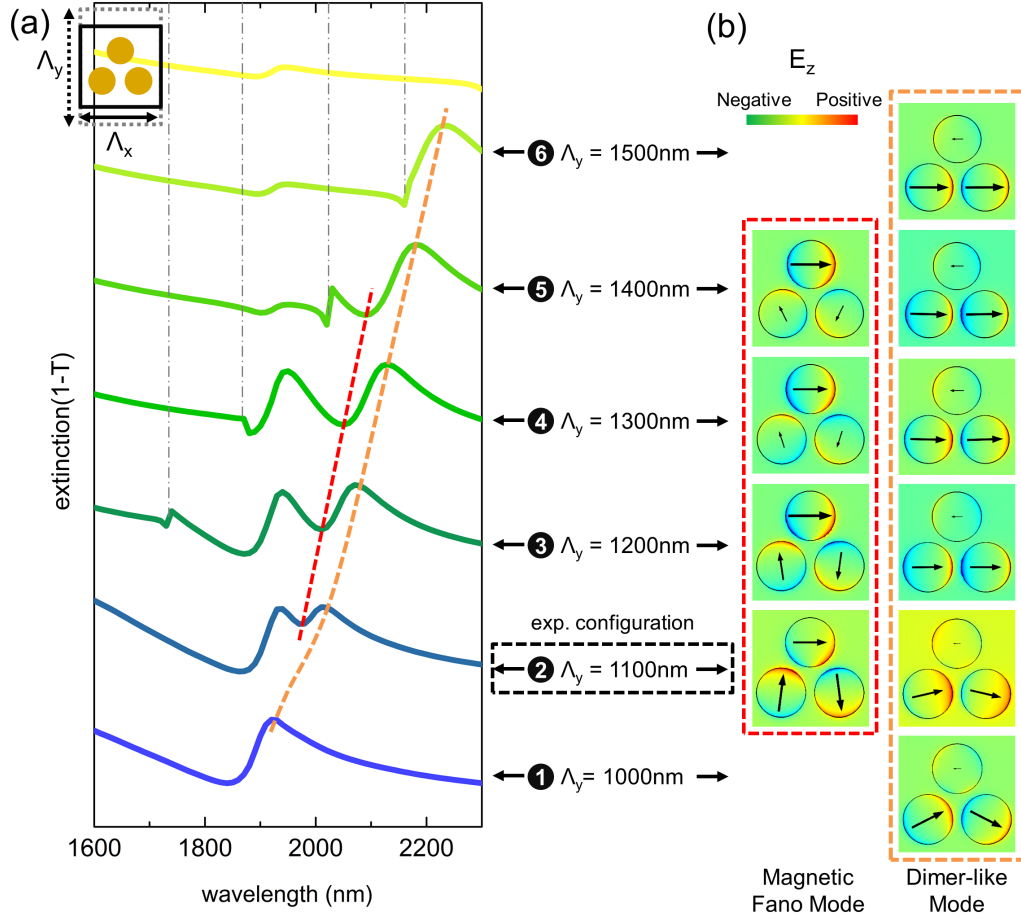 (a)
Λy
Λx
extinction(1-T)
1600
1800
2000
2200
wavelength (nm)
6 Λy = 1500nm
5 Λy = 1400nm
4 Λy = 1300nm
3 Λy = 1200nm
exp. configuration
2 Λy = 1100nm
1 Λy= 1000nm
(b)
Ez
Negative Positive
Magnetic
Fano Mode
Dimer-like
Mode